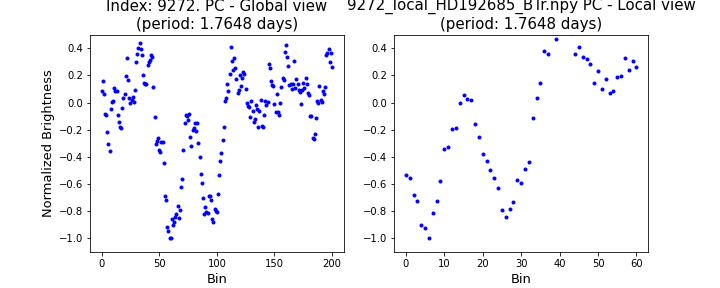 Index: 9272. PC - Global view
(period: 1.7648 days)
9272_local_HD192685_BTr.npy PC - Local view
(period: 1.7648 days)
Normalized Brightness
0.4
0.2
0.0
−0.2
−0.4
−0.6
−0.8
−1.0
0 50 100 150 200
Bin
0.4
0.2
0.0
−0.2
−0.4
−0.6
−0.8
−1.0
0 10 20 30 40 50 60
Bin